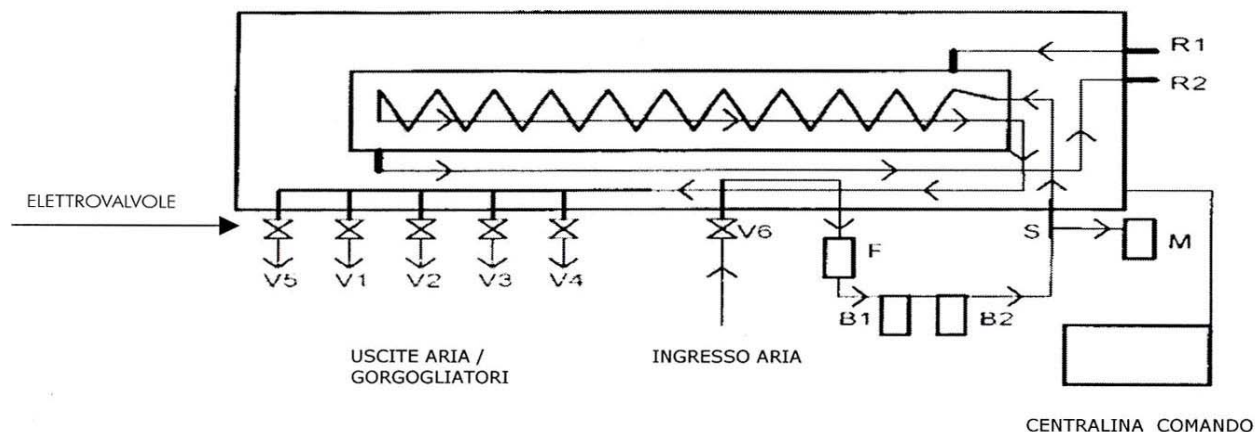 R1
R2
ELETTROVALVOLE
V5 V1 V2 V3 V4
V6
F
S
M
B1 B2
USCITE ARIA /
GORGOGLIATORI
INGRESSO ARIA
CENTRALINA COMANDO